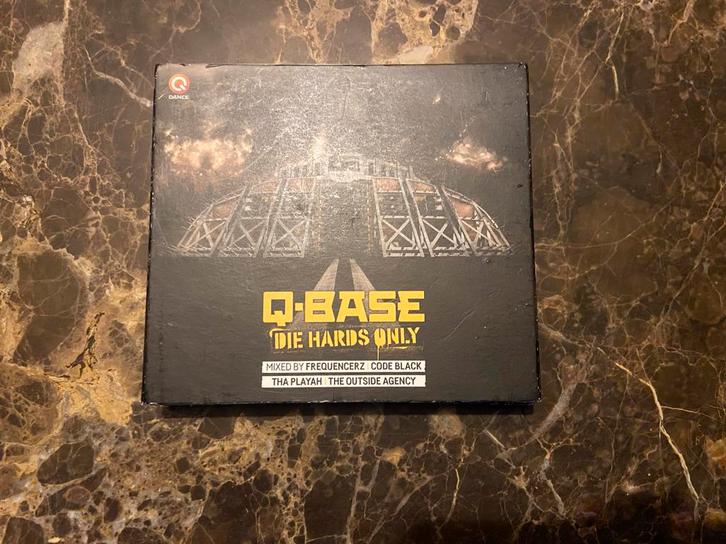 Q
DANCE
Q-BASE
DIE HARDS ONLY
MIXED BY FREQUENCERZ | CODE BLACK
THA PLAYAH | THE OUTSIDE AGENCY